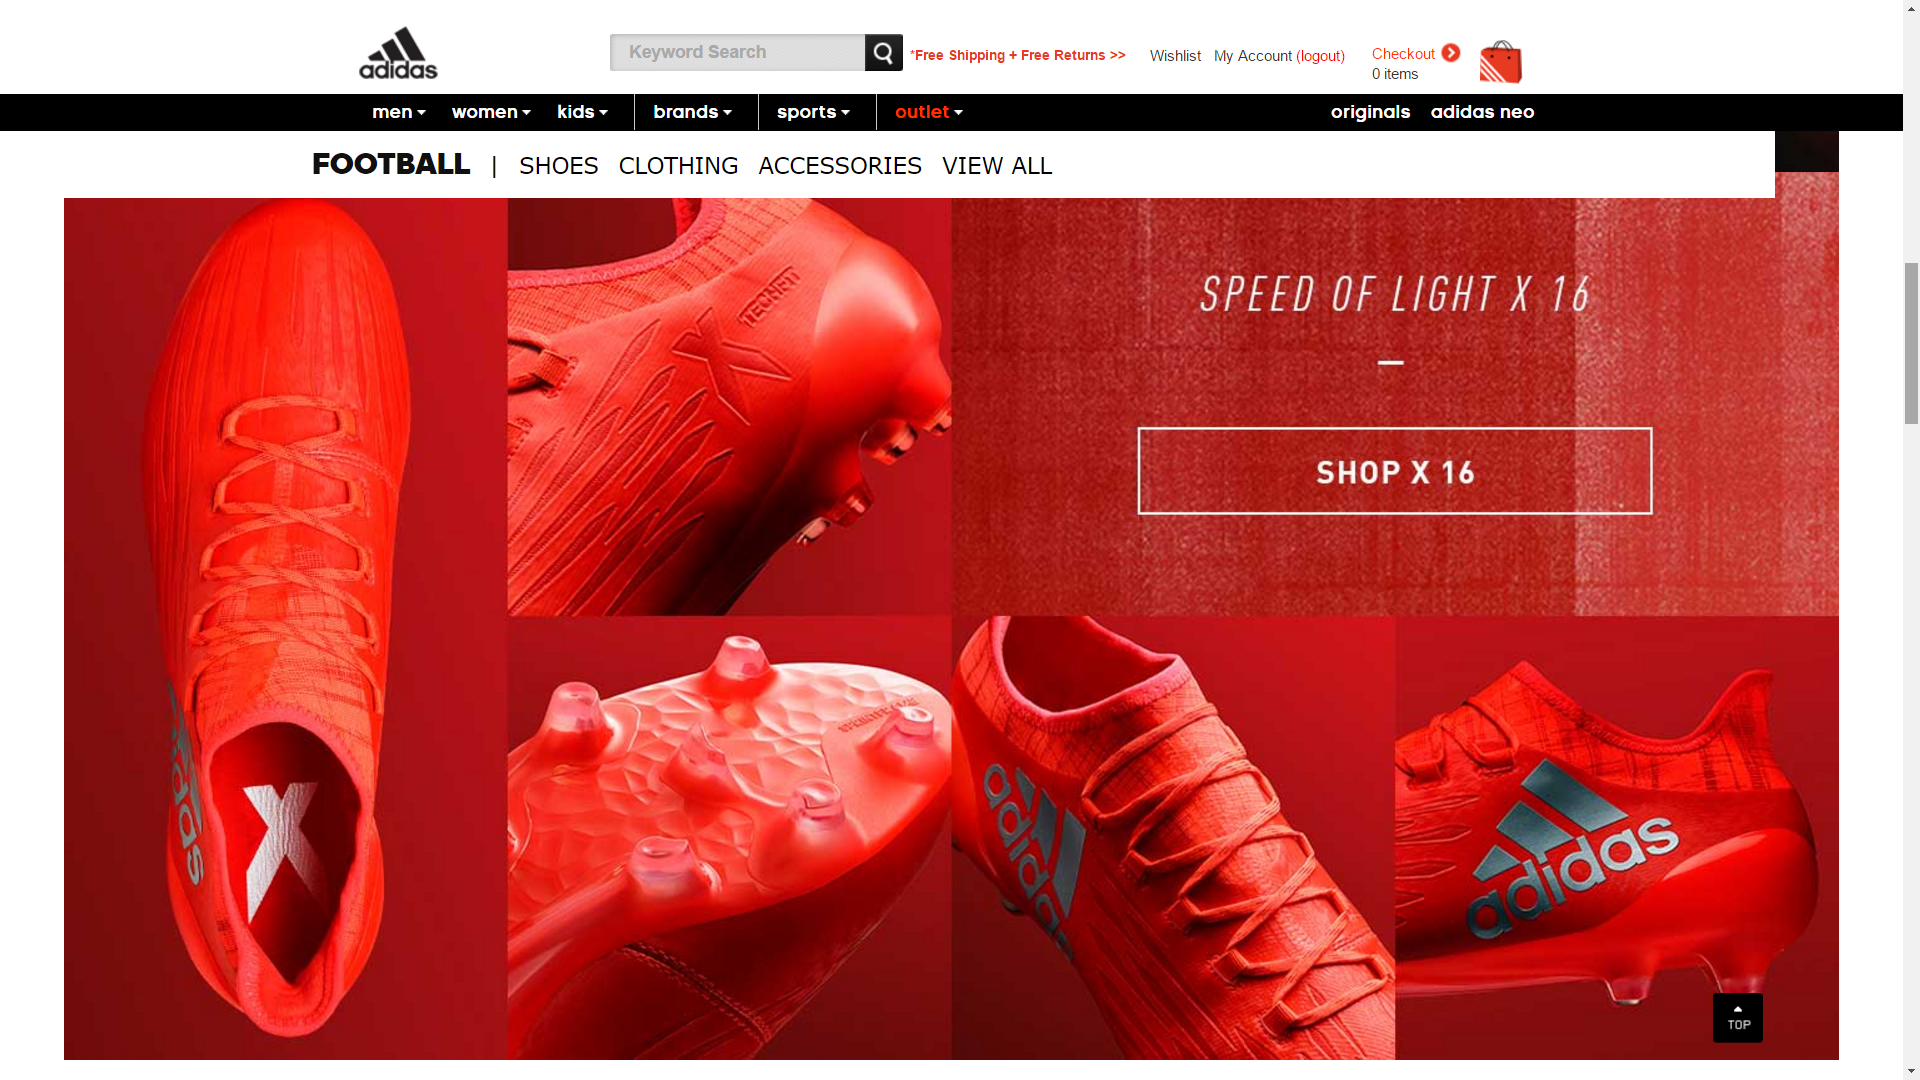 adidas
Keyword Search
*Free Shipping + Free Returns >>
Wishlist
My Account (logout)
Checkout
0 items
men
women
kids
brands
sports
outlet
originals
adidas neo
FOOTBALL | SHOES CLOTHING ACCESSORIES VIEW ALL
TECHFIT
X
SPEED OF LIGHT X 16
SHOP X 16
adidas
X
adidas
adidas
TOP